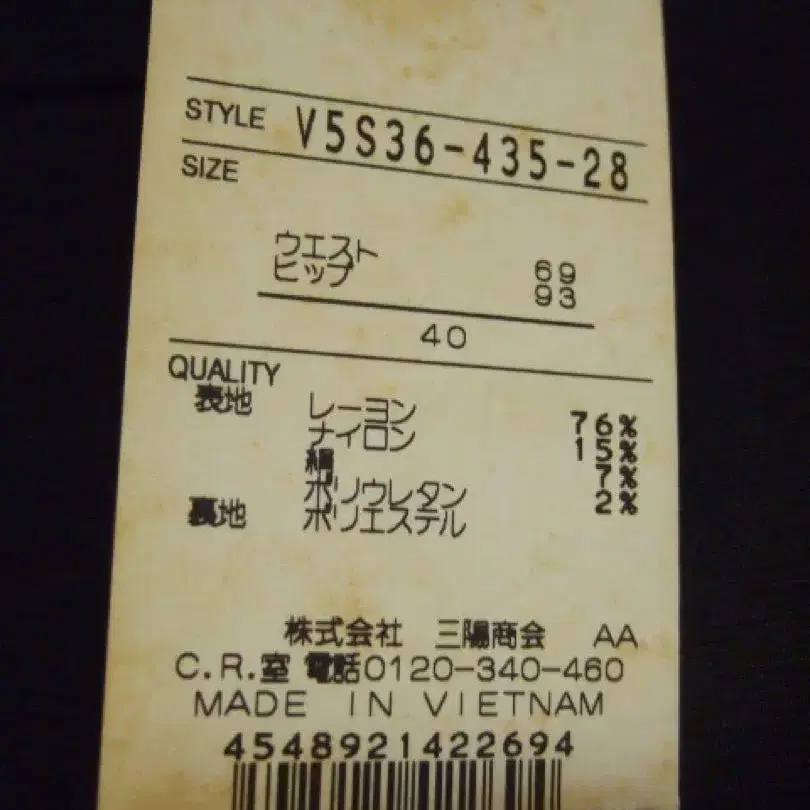 STYLE V5S36-435-28
SIZE
ウエスト 69
ヒップ 93
40
QUALITY
表地 レーヨン 76%
ナイロン 15%
絹 7%
ポリウレタン 2%
裏地 ポリエステル
株式会社 三陽商会 AA
C.R.室 電話0120-340-460
MADE IN VIETNAM
4548921422694